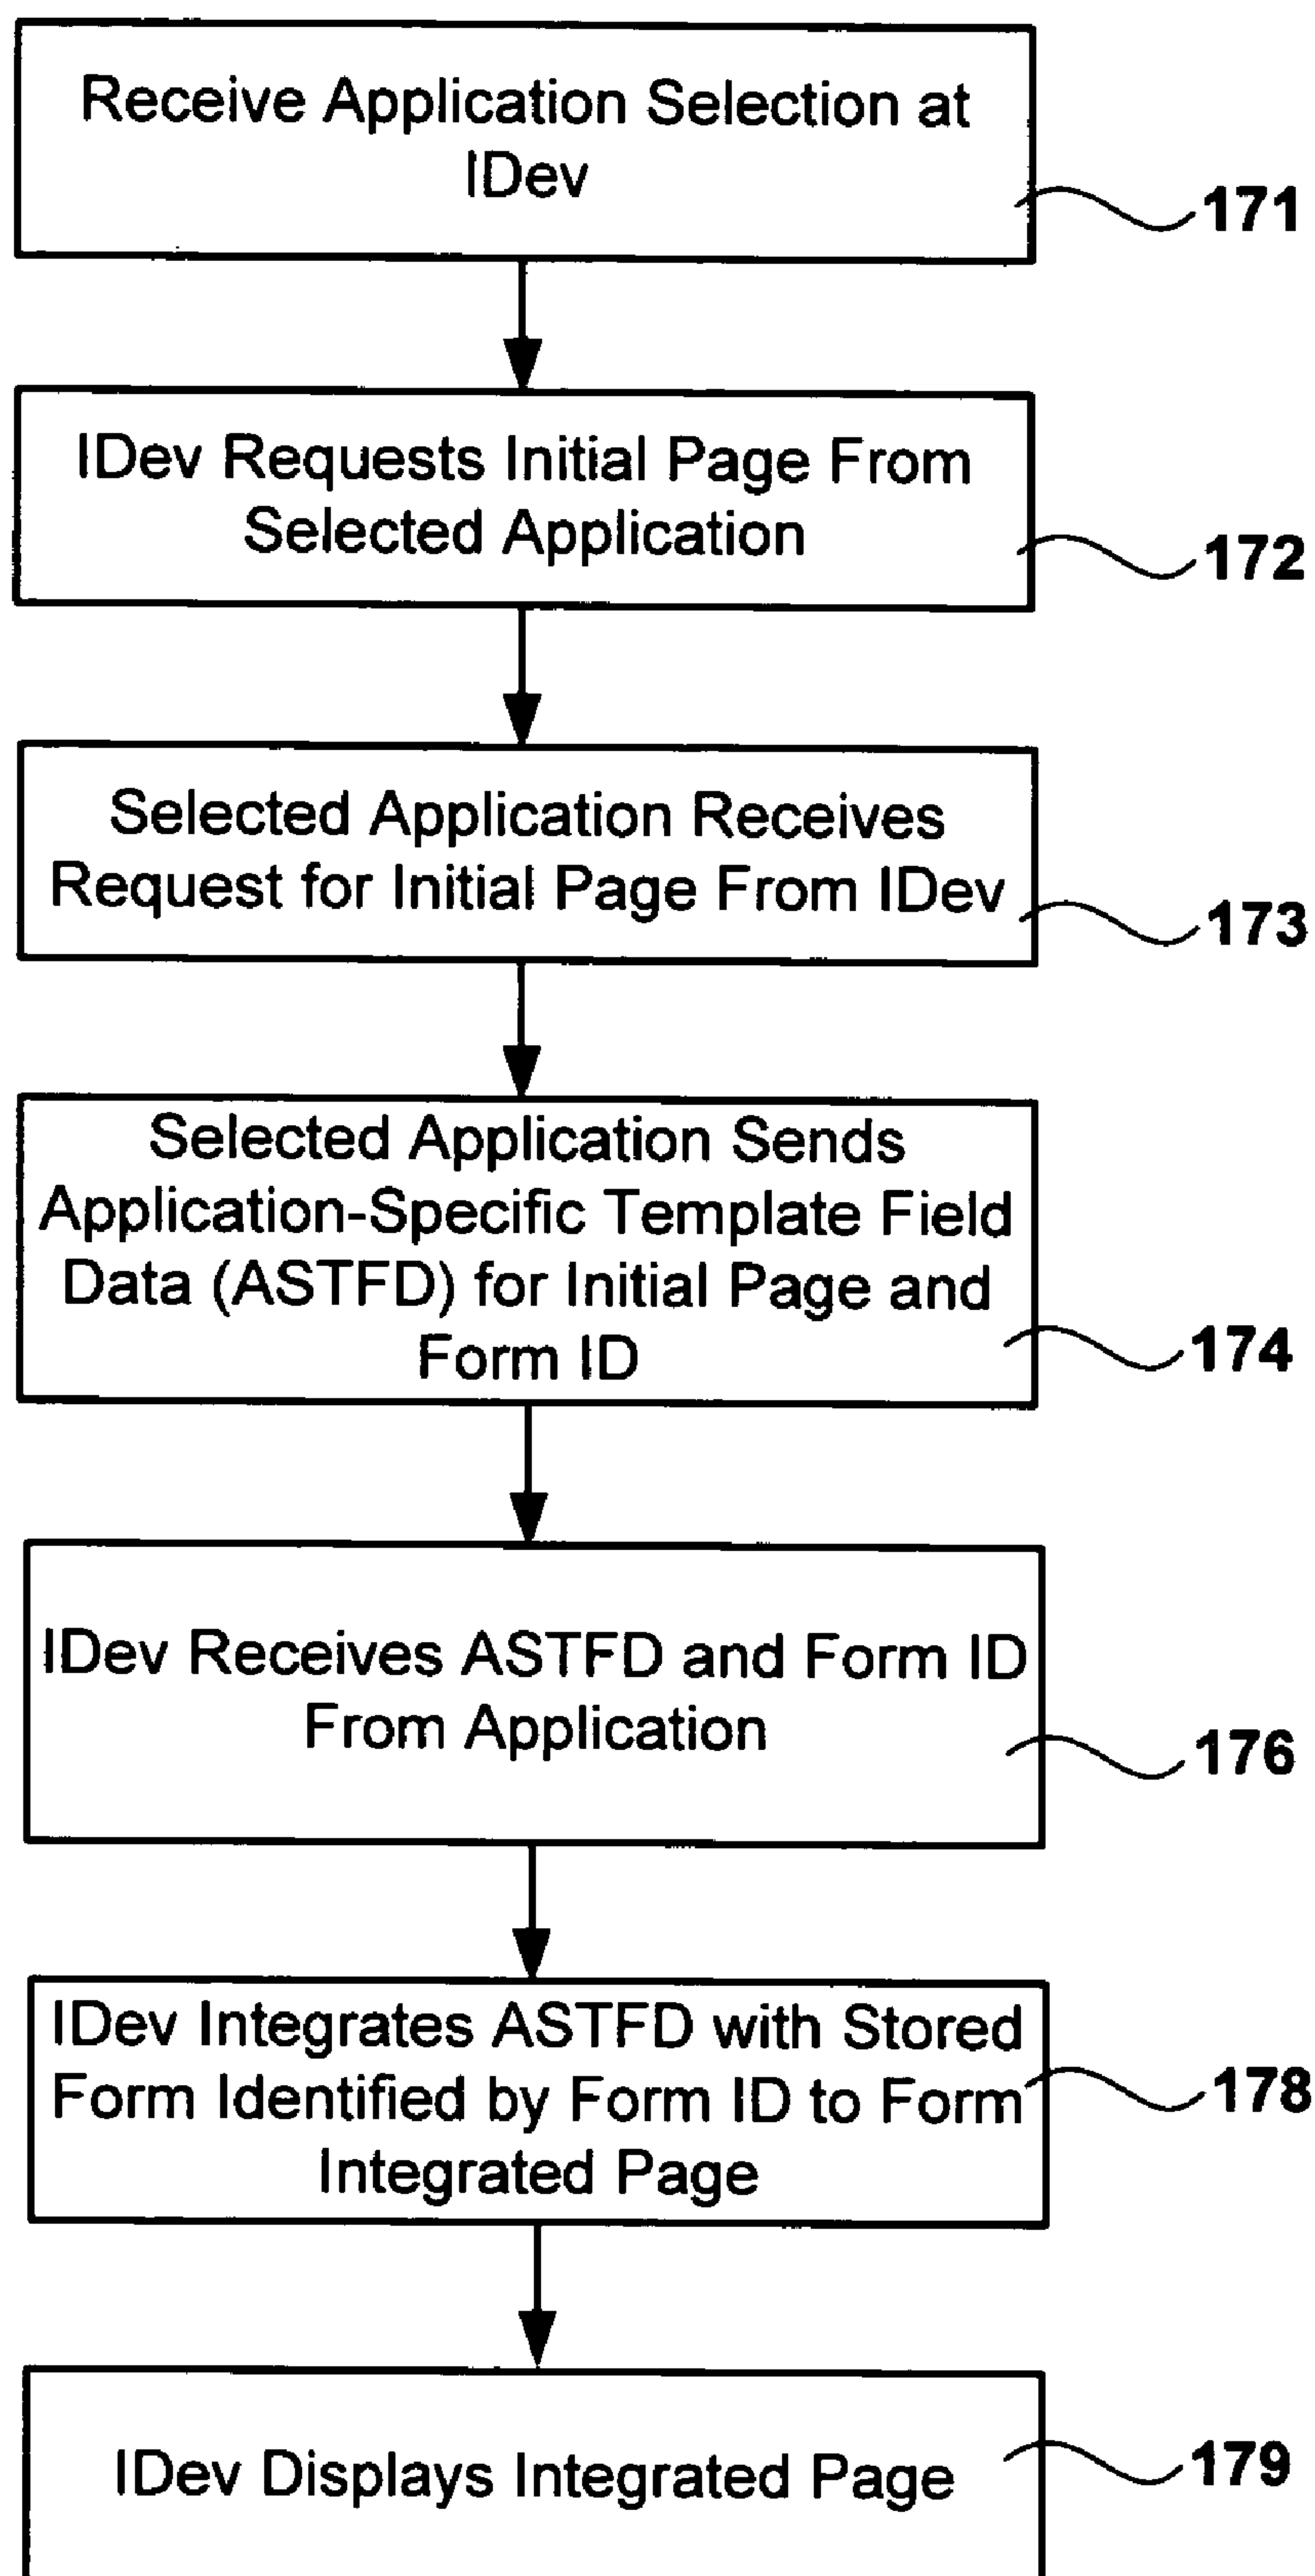 Receive Application Selection at
IDev
171
IDev Requests Initial Page From
Selected Application
172
Selected Application Receives
Request for Initial Page From IDev
173
Selected Application Sends
Application-Specific Template Field
Data (ASTFD) for Initial Page and
Form ID
174
IDev Receives ASTFD and Form ID
From Application
176
IDev Integrates ASTFD with Stored
Form Identified by Form ID to Form
Integrated Page
178
IDev Displays Integrated Page
179